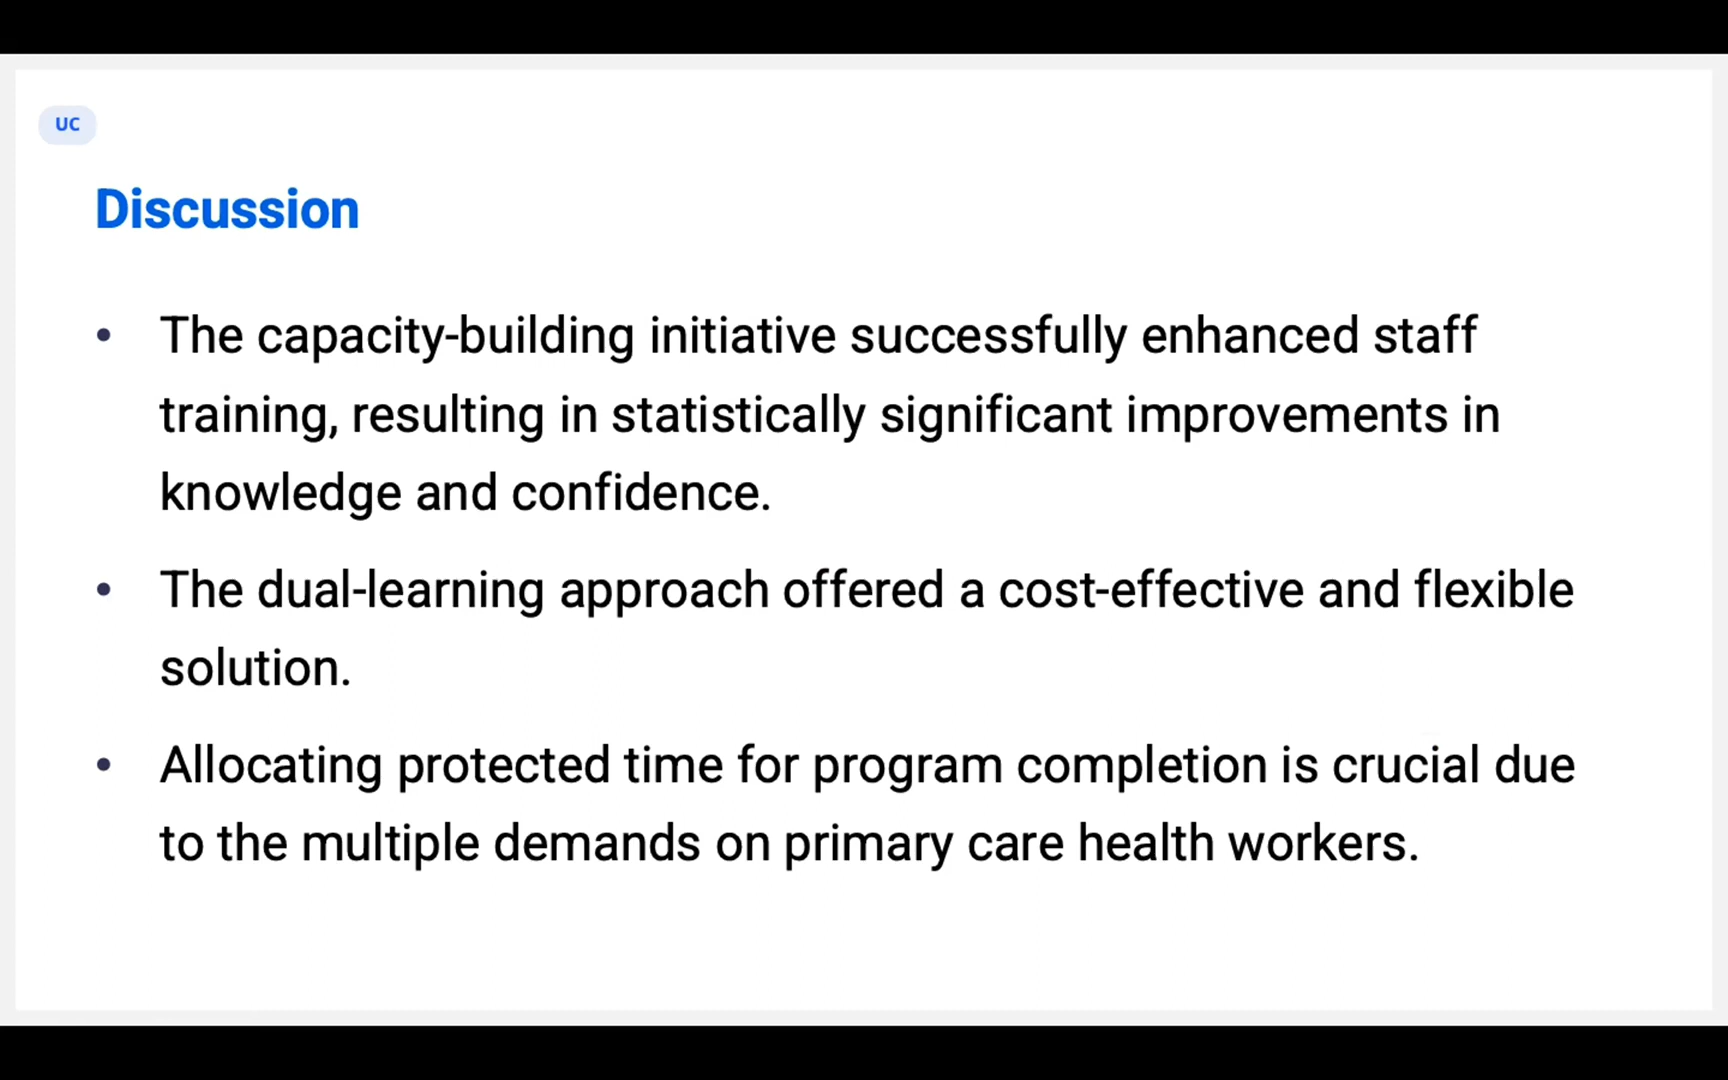 UC
Discussion
• The capacity-building initiative successfully enhanced staff
training, resulting in statistically significant improvements in
knowledge and confidence.
• The dual-learning approach offered a cost-effective and flexible
solution.
• Allocating protected time for program completion is crucial due
to the multiple demands on primary care health workers.